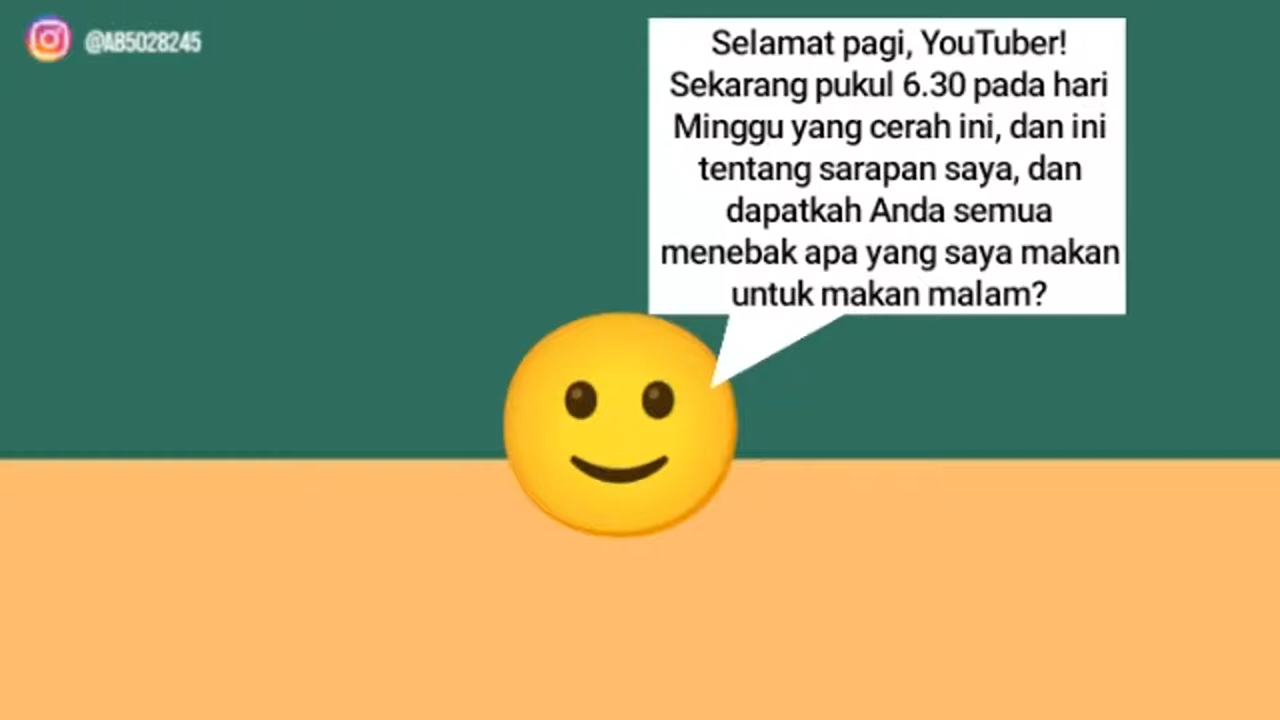 @AB5028245
Selamat pagi, YouTuber!
Sekarang pukul 6.30 pada hari
Minggu yang cerah ini, dan ini
tentang sarapan saya, dan
dapatkah Anda semua
menebak apa yang saya makan
untuk makan malam?